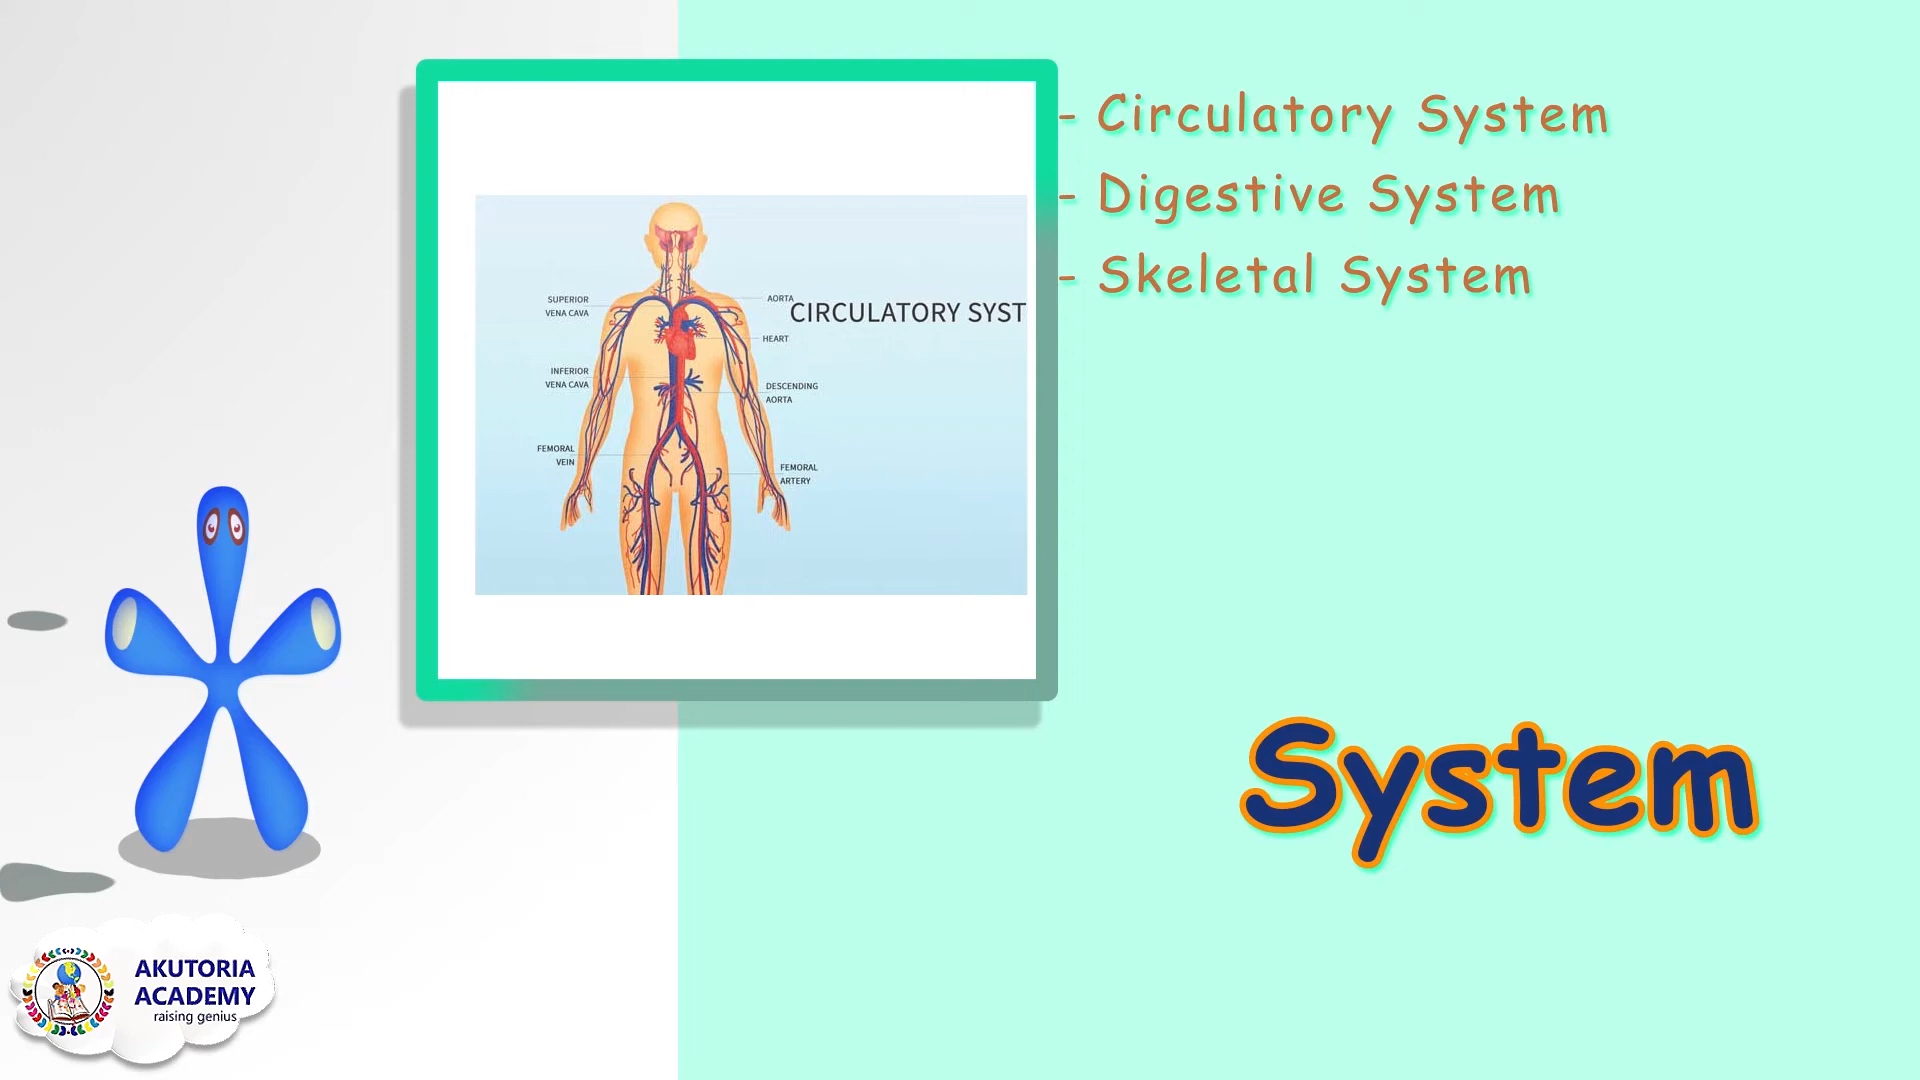 - Circulatory System
- Digestive System
- Skeletal System
SUPERIOR
VENA CAVA
AORTA
CIRCULATORY SYST
HEART
INFERIOR
VENA CAVA
DESCENDING
AORTA
FEMORAL
VEIN
FEMORAL
ARTERY
System
AKUTORIA
ACADEMY
raising genius